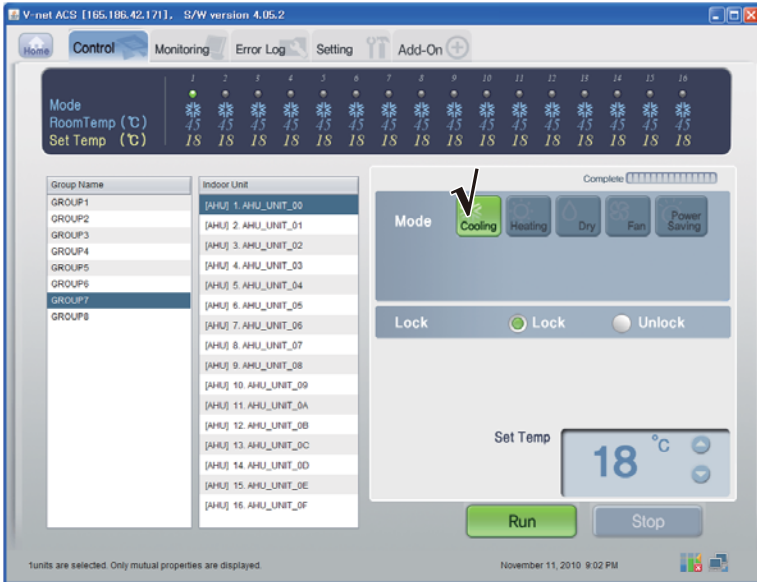 V-net ACS [165.186.42.171],   S/W version 4.05.2
Home Control Monitoring Error Log Setting Add-On
1 2 3 4 5 6 7 8 9 10 11 12 13 14 15 16
Mode
RoomTemp (℃) 45 45 45 45 45 45 45 45 45 45 45 45 45 45 45 45
Set Temp (℃) 18 18 18 18 18 18 18 18 18 18 18 18 18 18 18 18
Complete
Group Name
GROUP1
GROUP2
GROUP3
GROUP4
GROUP5
GROUP6
GROUP7
GROUP8
Indoor Unit
[AHU] 1. AHU_UNIT_00
[AHU] 2. AHU_UNIT_01
[AHU] 3. AHU_UNIT_02
[AHU] 4. AHU_UNIT_03
[AHU] 5. AHU_UNIT_04
[AHU] 6. AHU_UNIT_05
[AHU] 7. AHU_UNIT_06
[AHU] 8. AHU_UNIT_07
[AHU] 9. AHU_UNIT_08
[AHU] 10. AHU_UNIT_09
[AHU] 11. AHU_UNIT_0A
[AHU] 12. AHU_UNIT_0B
[AHU] 13. AHU_UNIT_0C
[AHU] 14. AHU_UNIT_0D
[AHU] 15. AHU_UNIT_0E
[AHU] 16. AHU_UNIT_0F
Mode Cooling Heating Dry Fan Power Saving
Lock Lock Unlock
Set Temp 18 °C
Run Stop
1units are selected. Only mutual properties are displayed.
November 11, 2010 9:02 PM